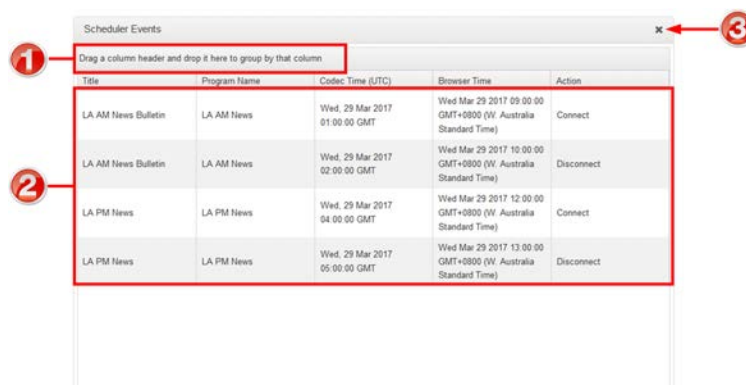 Scheduler Events
3
1
Drag a column header and drop it here to group by that column
Title Program Name Codec Time (UTC) Browser Time Action
LA AM News Bulletin LA AM News Wed, 29 Mar 2017 Wed Mar 29 2017 09:00:00 Connect
01:00:00 GMT GMT+0800 (W. Australia
Standard Time)
LA AM News Bulletin LA AM News Wed, 29 Mar 2017 Wed Mar 29 2017 10:00:00 Disconnect
02:00:00 GMT GMT+0800 (W. Australia
Standard Time)
2
LA PM News LA PM News Wed, 29 Mar 2017 Wed Mar 29 2017 12:00:00 Connect
04:00:00 GMT GMT+0800 (W. Australia
Standard Time)
LA PM News LA PM News Wed, 29 Mar 2017 Wed Mar 29 2017 13:00:00 Disconnect
05:00:00 GMT GMT+0800 (W. Australia
Standard Time)